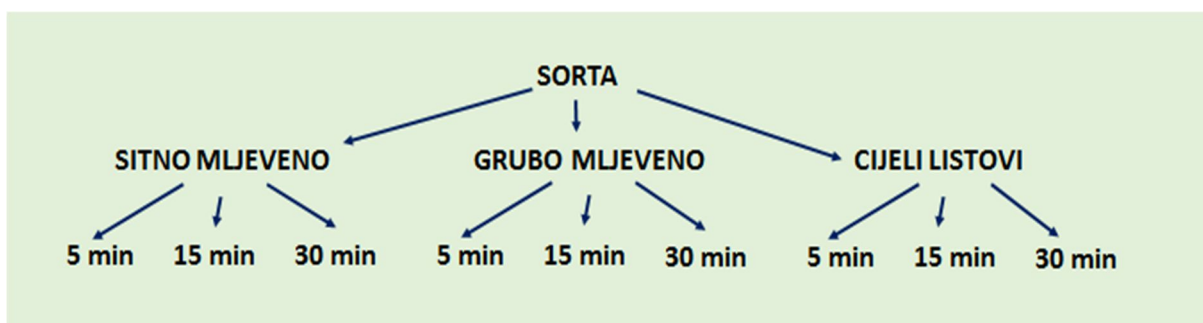 SORTA
SITNO MLJEVENO GRUBO MLJEVENO CIJELI LISTOVI
5 min 15 min 30 min 5 min 15 min 30 min 5 min 15 min 30 min